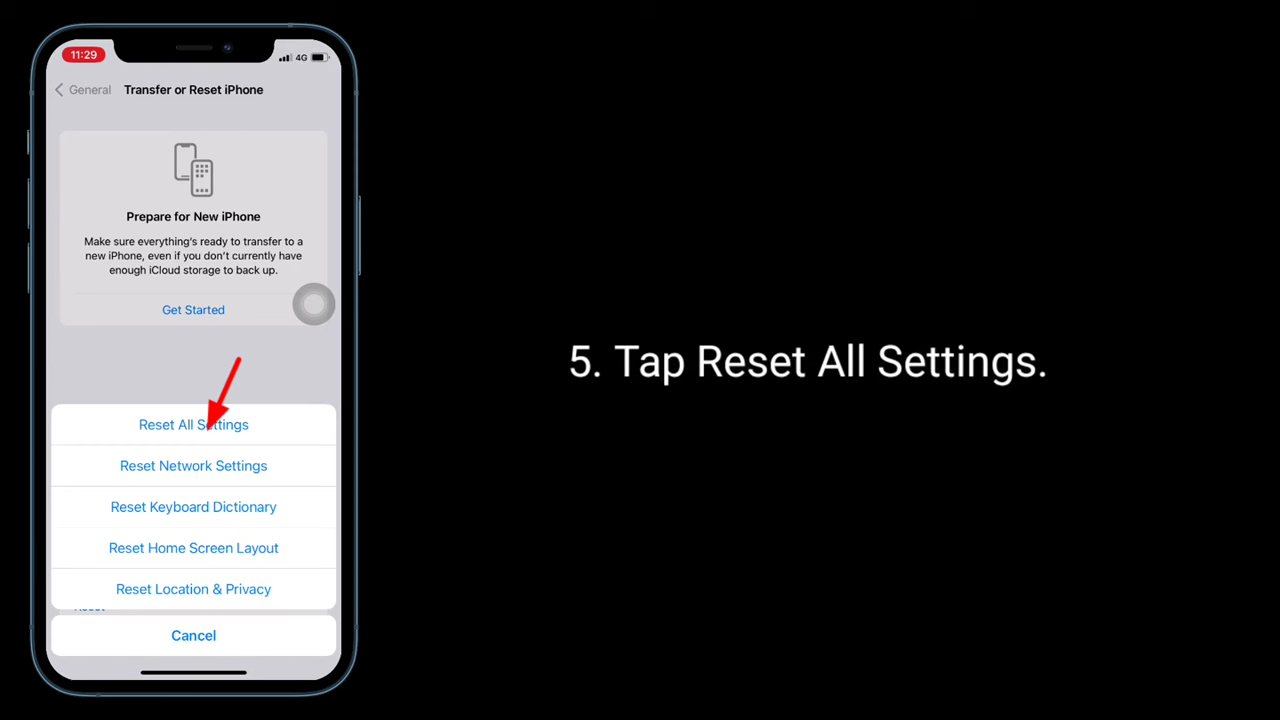 11:29
4G
General
Transfer or Reset iPhone
Prepare for New iPhone
Make sure everything's ready to transfer to a
new iPhone, even if you don't currently have
enough iCloud storage to back up.
Get Started
Reset All Settings
Reset Network Settings
Reset Keyboard Dictionary
Reset Home Screen Layout
Reset Location & Privacy
Reset
Cancel
5. Tap Reset All Settings.